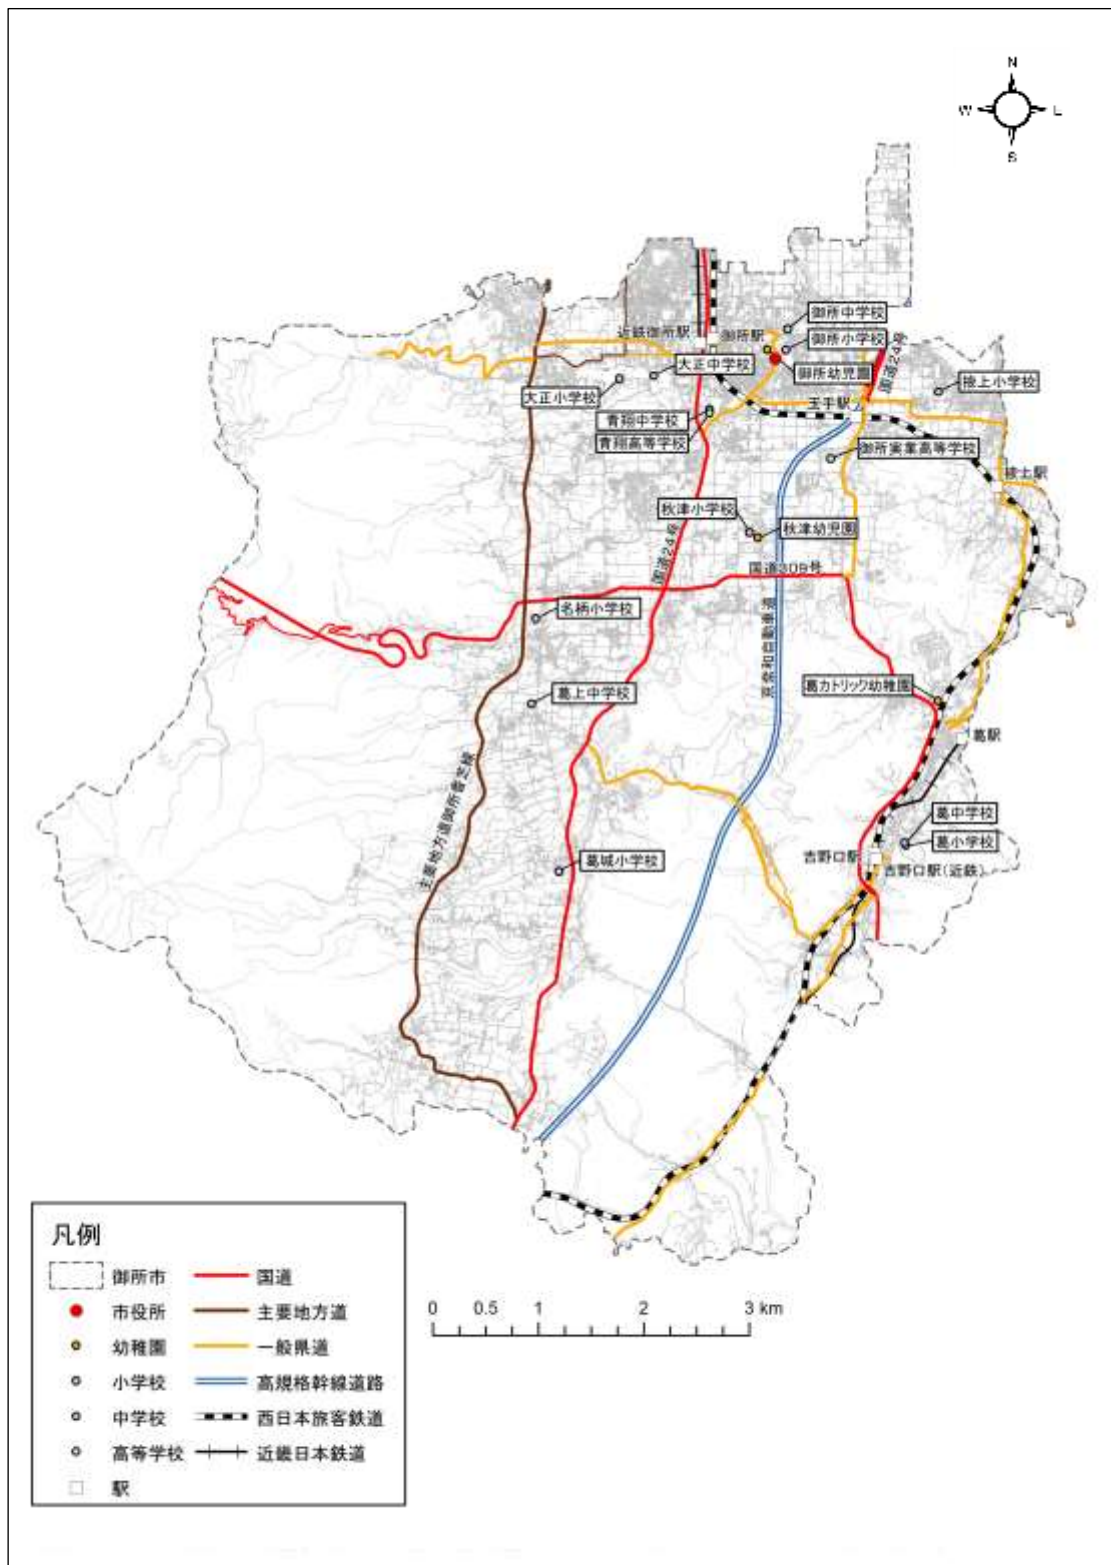 N
W
L
S
御所中学校
近鉄御所駅
御所駅
御所小学校
国道24号
大正中学校
御所幼児園
掖上小学校
大正小学校
玉手駅
青翔中学校
青翔高等学校
御所実業高等学校
掖上駅
秋津小学校
秋津幼児園
国道24号
国道309号
名柄小学校
京奈和自動車道
葛カトリック幼稚園
葛上中学校
葛駅
主要地方道御所香芝線
葛中学校
葛小学校
葛城小学校
吉野口駅
吉野口駅(近鉄)
凡例
御所市
国道
市役所
主要地方道
幼稚園
一般県道
小学校
高規格幹線道路
中学校
西日本旅客鉄道
高等学校
近畿日本鉄道
駅
0 0.5 1 2 3 km